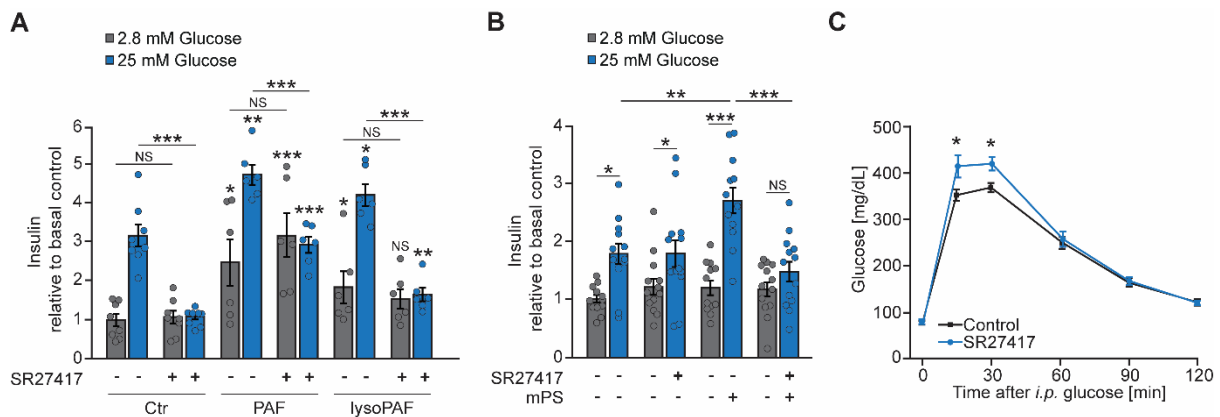 A
2.8 mM Glucose
25 mM Glucose
***
***
***
NS
NS
NS
*
**
***
***
*
*
NS
**
Insulin
relative to basal control
5
4
3
2
1
0
SR27417 - - + + - - + + - - + +
Ctr PAF lysoPAF
B
2.8 mM Glucose
25 mM Glucose
** ***
* * *** NS
Insulin
relative to basal control
4
3
2
1
0
SR27417 - - - + - - - +
mPS - - - - - + - +
C
* *
Glucose [mg/dL]
500
400
300
200
100
0
Control
SR27417
0 30 60 90 120
Time after i.p. glucose [min]